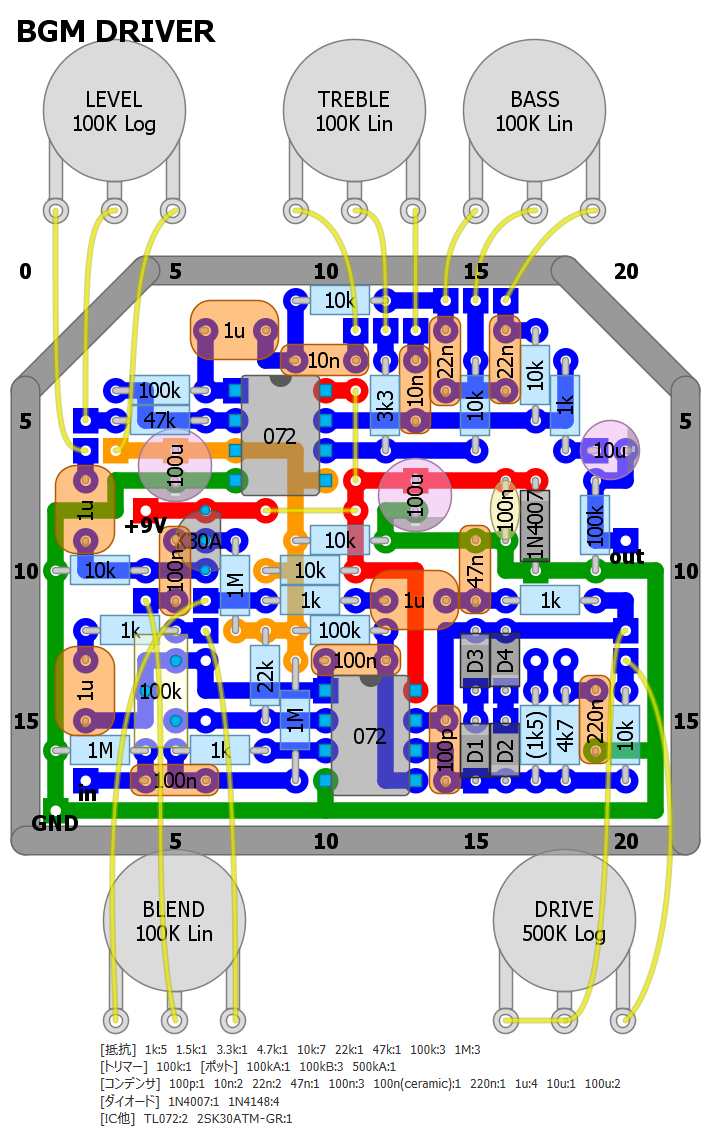 BGM DRIVER
LEVEL
100K Log
TREBLE
100K Lin
BASS
100K Lin
0 5 10 15 20
10k
1u
10n
22n
22n
10k
100k
3k3
10n
10k
1k
5
47k
072
5
100u
10u
1u
100u
100n
1N4007
100k
+9V
K30A
100n
10k
47n
out
10
10k
1M
10k
10
1k
1u
1k
1k
100k
1u
100k
22k
100n
D3
D4
220n
15
1M
072
100p
(1k5)
4k7
10k
15
1M
1k
D1
D2
in
100n
GND
5 10 15 20
BLEND
100K Lin
DRIVE
500K Log
[抵抗] 1k:5 1.5k:1 3.3k:1 4.7k:1 10k:7 22k:1 47k:1 100k:3 1M:3
[トリマー] 100k:1 [ポット] 100kA:1 100kB:3 500kA:1
[コンデンサ] 100p:1 10n:2 22n:2 47n:1 100n:3 100n(ceramic):1 220n:1 1u:4 10u:1 100u:2
[ダイオード] 1N4007:1 1N4148:4
[IC他] TL072:2 2SK30ATM-GR:1